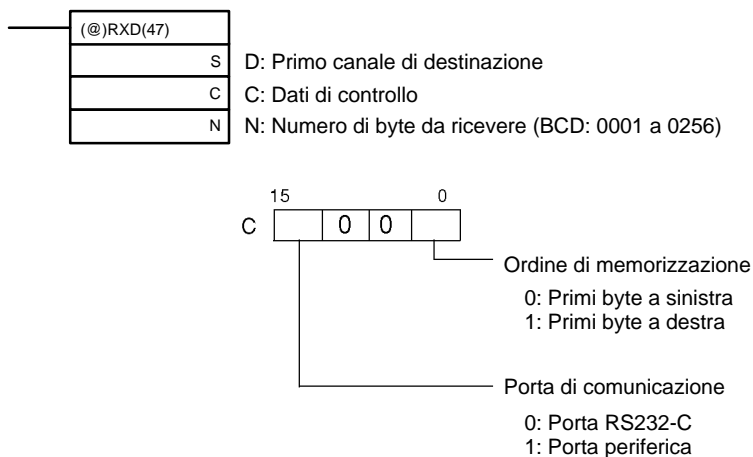 (@)RXD(47)
S D: Primo canale di destinazione
C C: Dati di controllo
N N: Numero di byte da ricevere (BCD: 0001 a 0256)
15 0
C 0 0
Ordine di memorizzazione
0: Primi byte a sinistra
1: Primi byte a destra
Porta di comunicazione
0: Porta RS232-C
1: Porta periferica